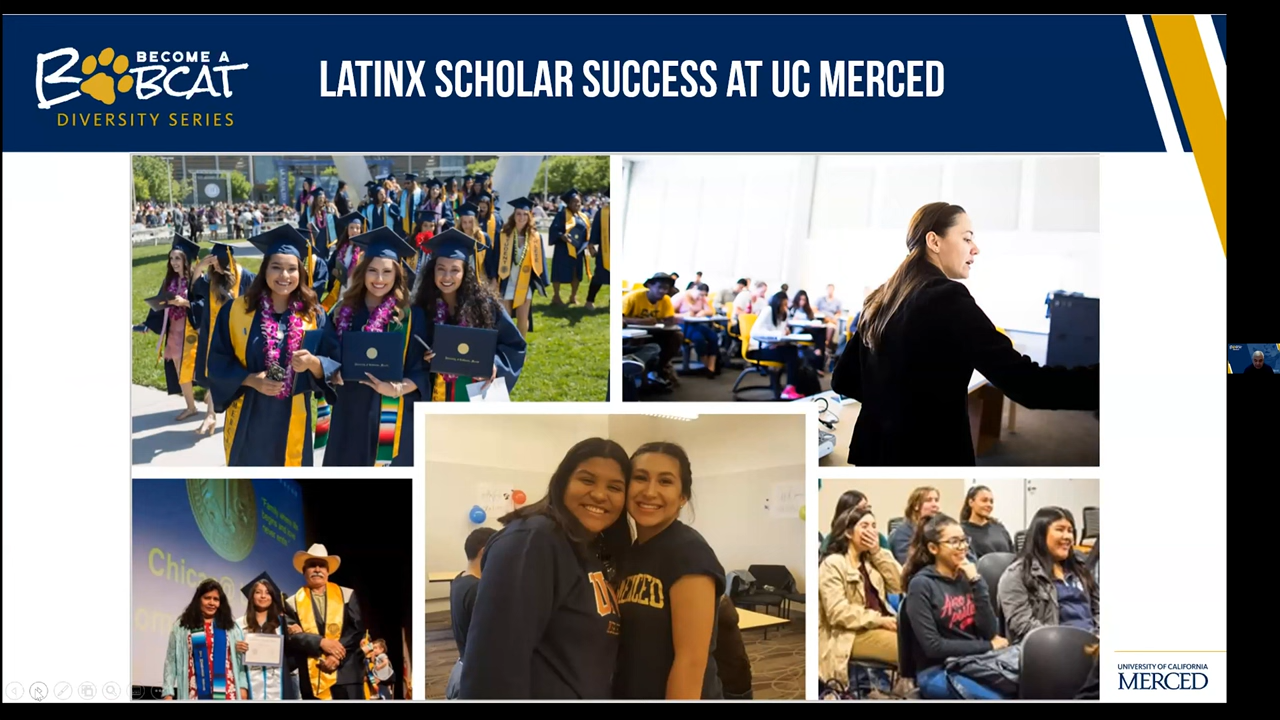 BECOME A
BOBCAT
DIVERSITY SERIES
LATINX SCHOLAR SUCCESS AT UC MERCED
MERCED
UNIVERSITY OF CALIFORNIA
MERCED